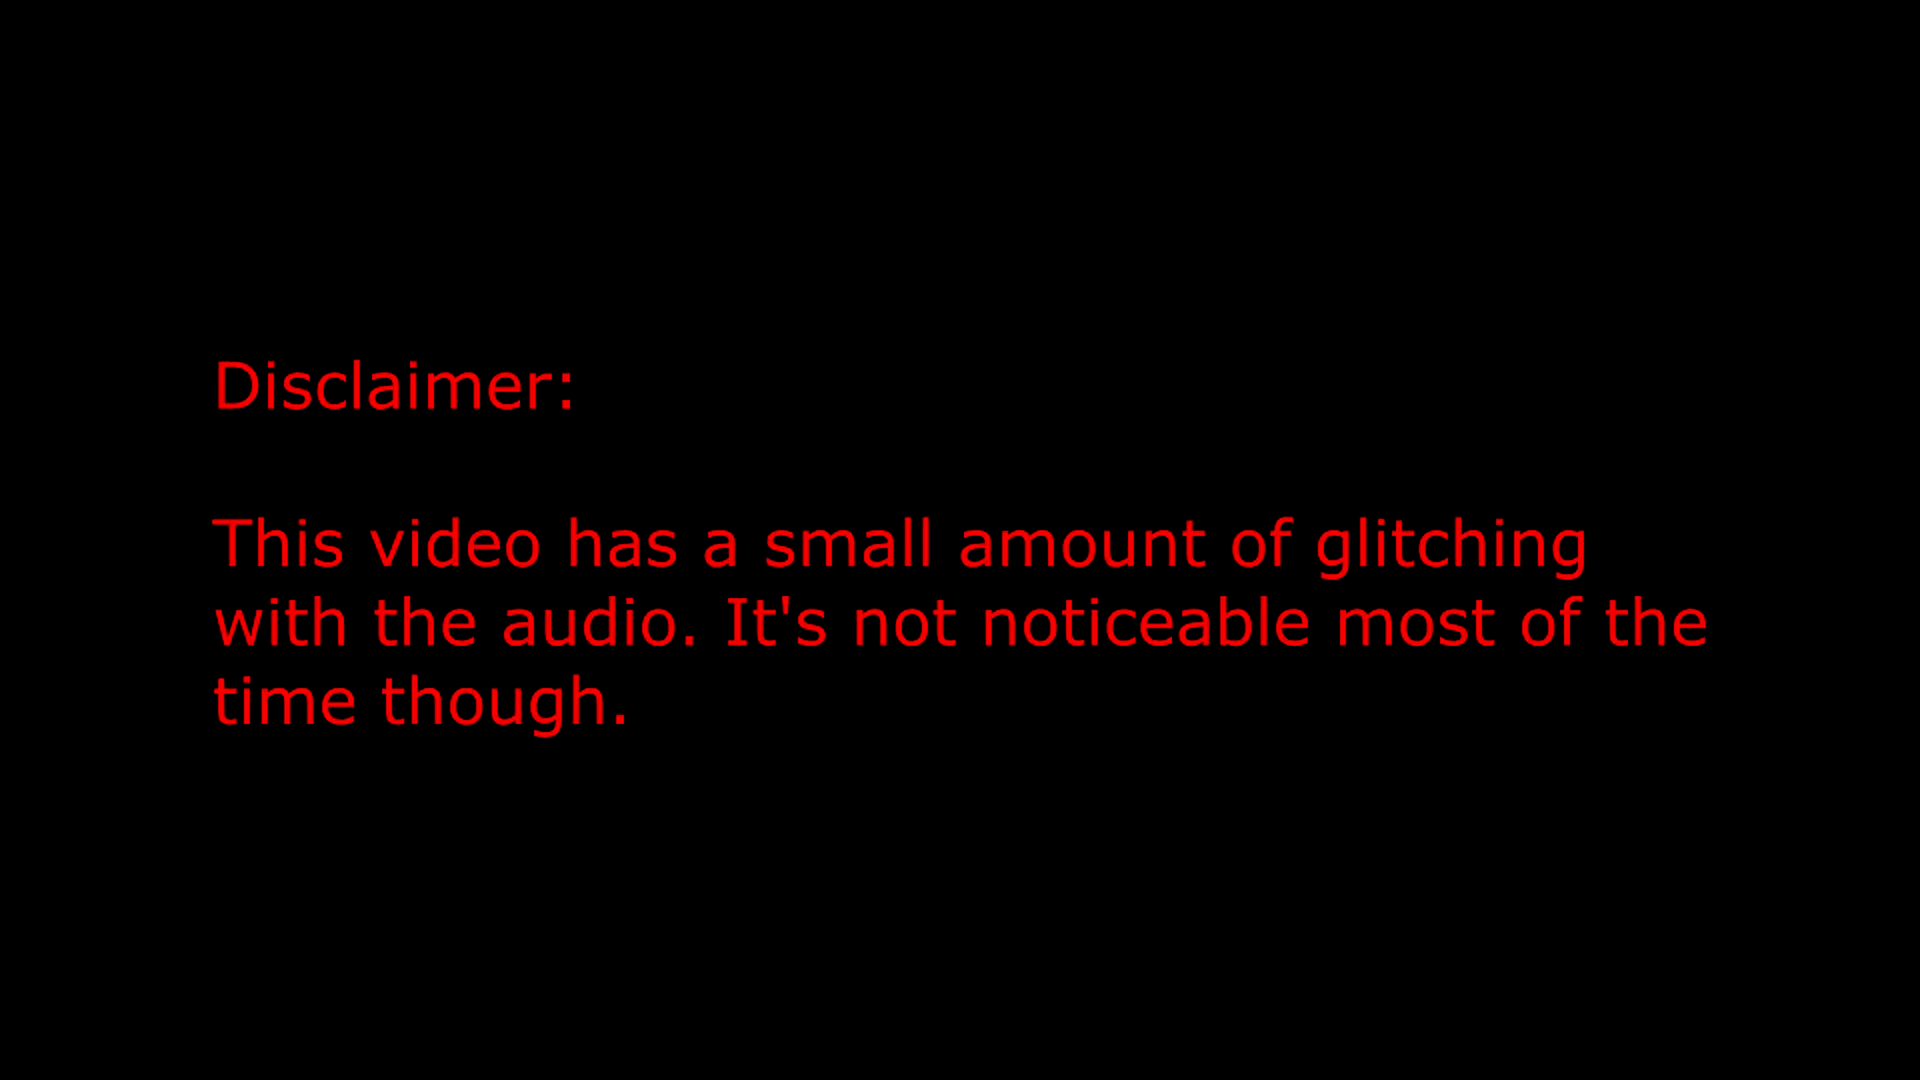 Disclaimer:
This video has a small amount of glitching
with the audio. It's not noticeable most of the
time though.